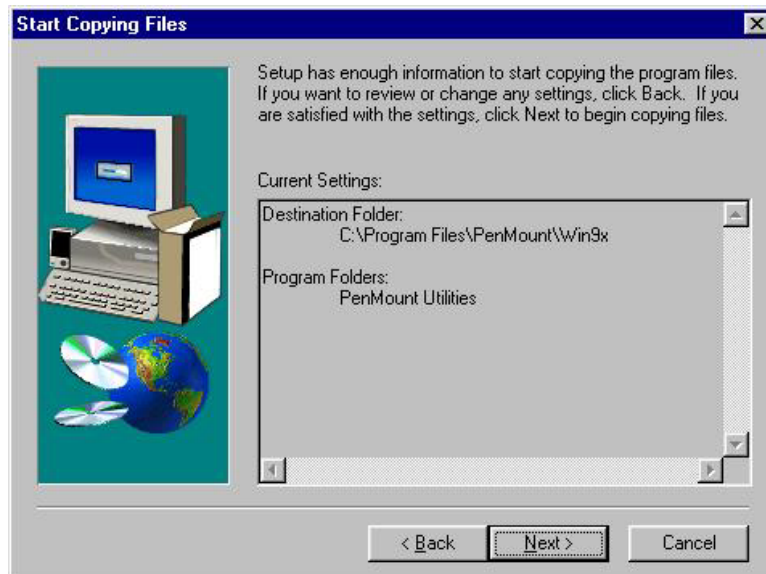 Start Copying Files
Setup has enough information to start copying the program files.
If you want to review or change any settings, click Back. If you
are satisfied with the settings, click Next to begin copying files.
Current Settings:
Destination Folder:
C:\Program Files\PenMount\Win9x
Program Folders:
PenMount Utilities
< Back
Next >
Cancel